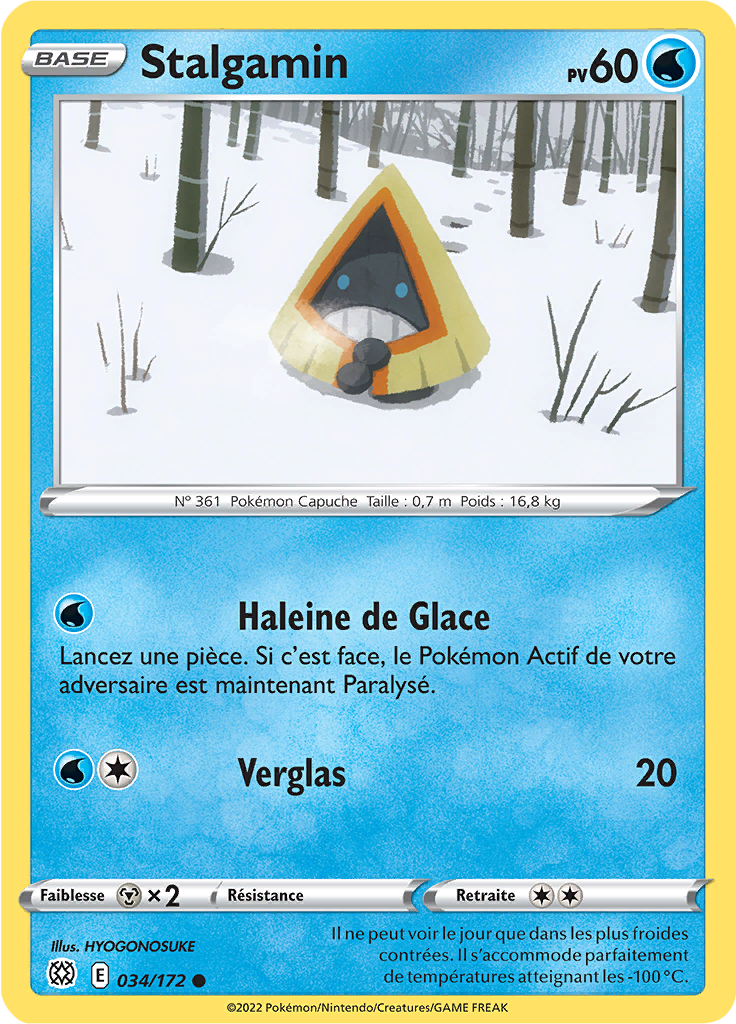 BASE
Stalgamin
PV60
N° 361 Pokémon Capuche Taille : 0,7 m Poids : 16,8 kg
Haleine de Glace
Lancez une pièce. Si c'est face, le Pokémon Actif de votre
adversaire est maintenant Paralysé.
Verglas 20
Faiblesse ×2 Résistance Retraite
Illus. HYOGONOSUKE
Il ne peut voir le jour que dans les plus froides
contrées. Il s'accommode parfaitement
de températures atteignant les -100 °C.
E 034/172
©2022 Pokémon/Nintendo/Creatures/GAME FREAK